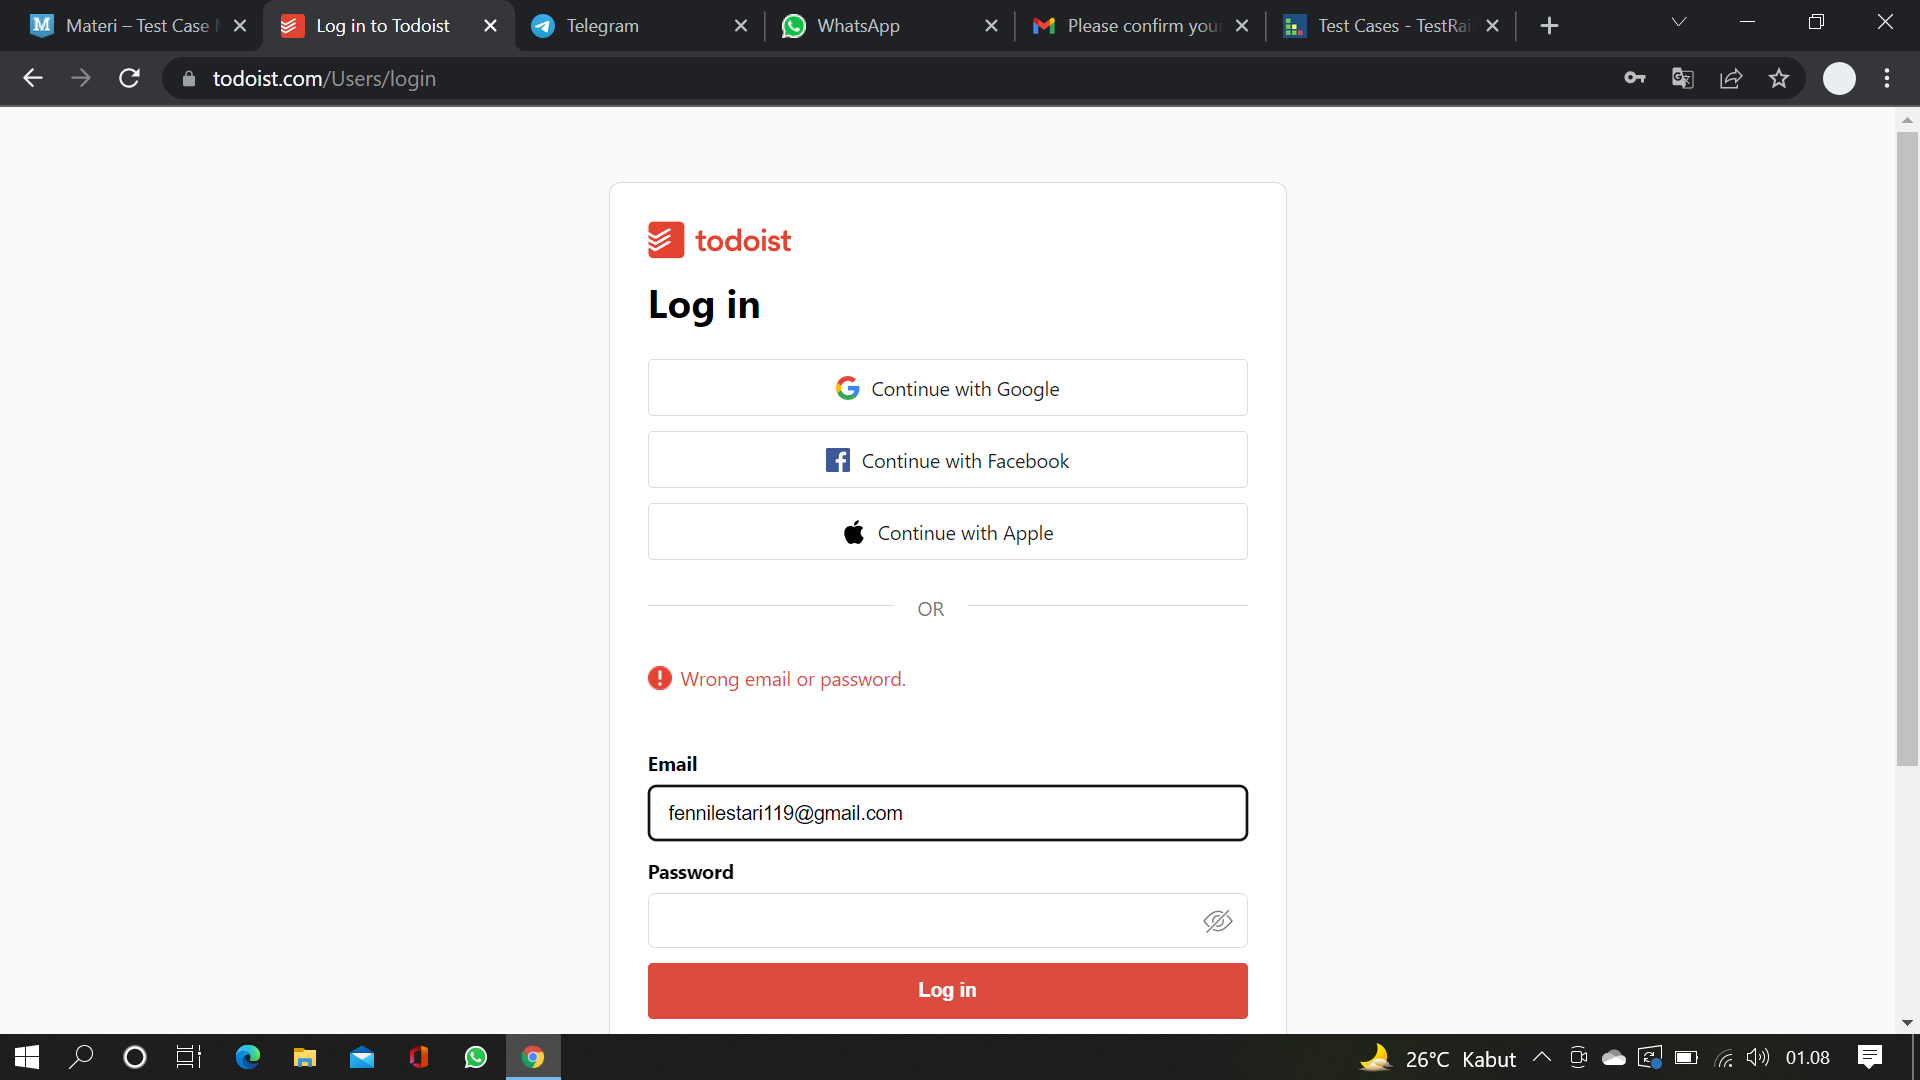 Materi – Test Case
Log in to Todoist
Telegram
WhatsApp
Please confirm your
Test Cases - TestRai
todoist.com/Users/login
todoist
Log in
Continue with Google
Continue with Facebook
Continue with Apple
OR
Wrong email or password.
Email
fennilestari119@gmail.com
Password
Log in
26°C Kabut
01.08